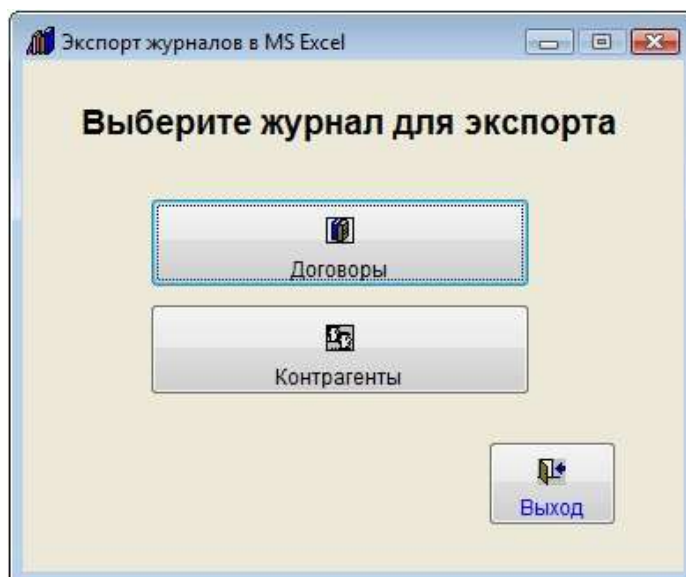 Экспорт журналов в MS Excel
Выберите журнал для экспорта
Договоры
Контрагенты
Выход